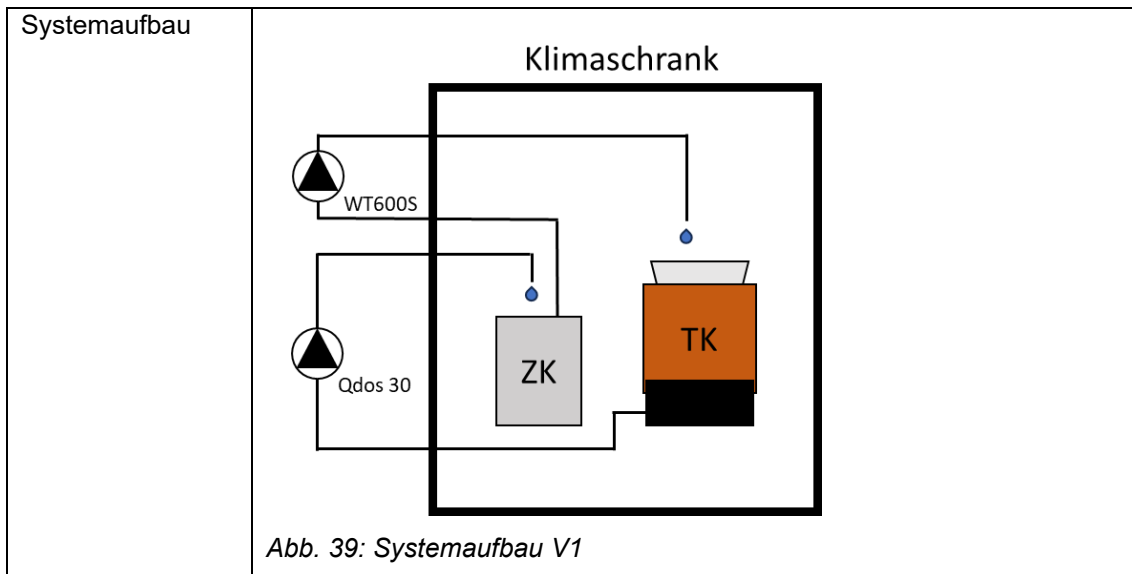 Systemaufbau
Klimaschrank
WT600S
TK
ZK
Qdos 30
Abb. 39: Systemaufbau V1